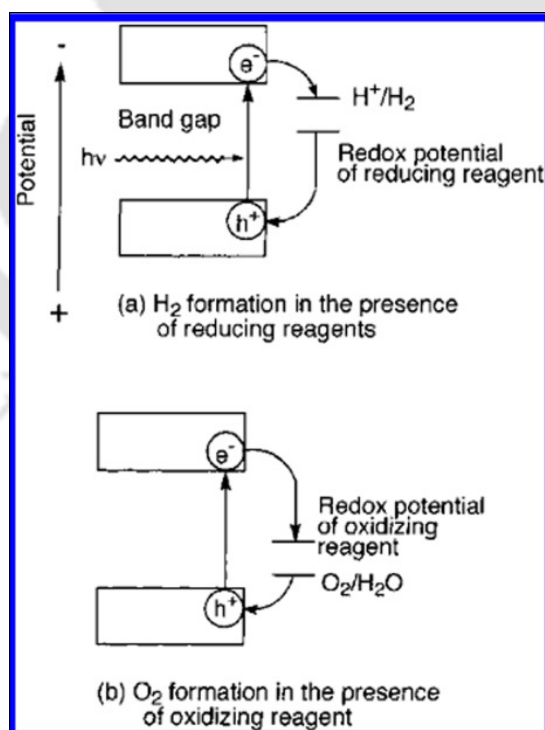 -
e⁻
H⁺/H₂
Band gap
hν
Redox potential
of reducing reagent
Potential
h⁺
+
(a) H₂ formation in the presence
of reducing reagents
e⁻
Redox potential
of oxidizing
reagent
O₂/H₂O
h⁺
(b) O₂ formation in the presence
of oxidizing reagent